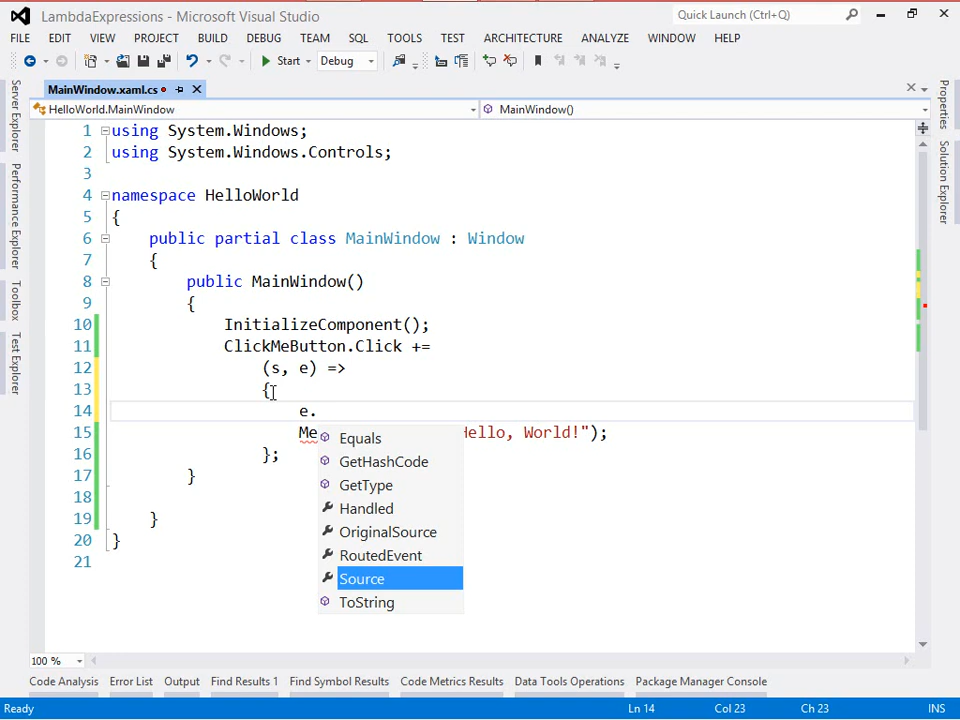 LambdaExpressions - Microsoft Visual Studio
Quick Launch (Ctrl+Q)
FILE EDIT VIEW PROJECT BUILD DEBUG TEAM SQL TOOLS TEST ARCHITECTURE ANALYZE WINDOW HELP
Start Debug
MainWindow.xaml.cs
HelloWorld.MainWindow MainWindow()
1 using System.Windows;
2 using System.Windows.Controls;
3
4 namespace HelloWorld
5 {
6 public partial class MainWindow : Window
7 {
8 public MainWindow()
9 {
10 InitializeComponent();
11 ClickMeButton.Click +=
12 (s, e) =>
13 {
14 e.
15 Me ello, World!");
16 };
17 }
18
19 }
20 }
21
Equals
GetHashCode
GetType
Handled
OriginalSource
RoutedEvent
Source
ToString
Server Explorer
Performance Explorer
Toolbox
Test Explorer
Properties
Solution Explorer
100 %
Code Analysis Error List Output Find Results 1 Find Symbol Results Code Metrics Results Data Tools Operations Package Manager Console
Ready Ln 14 Col 23 Ch 23 INS